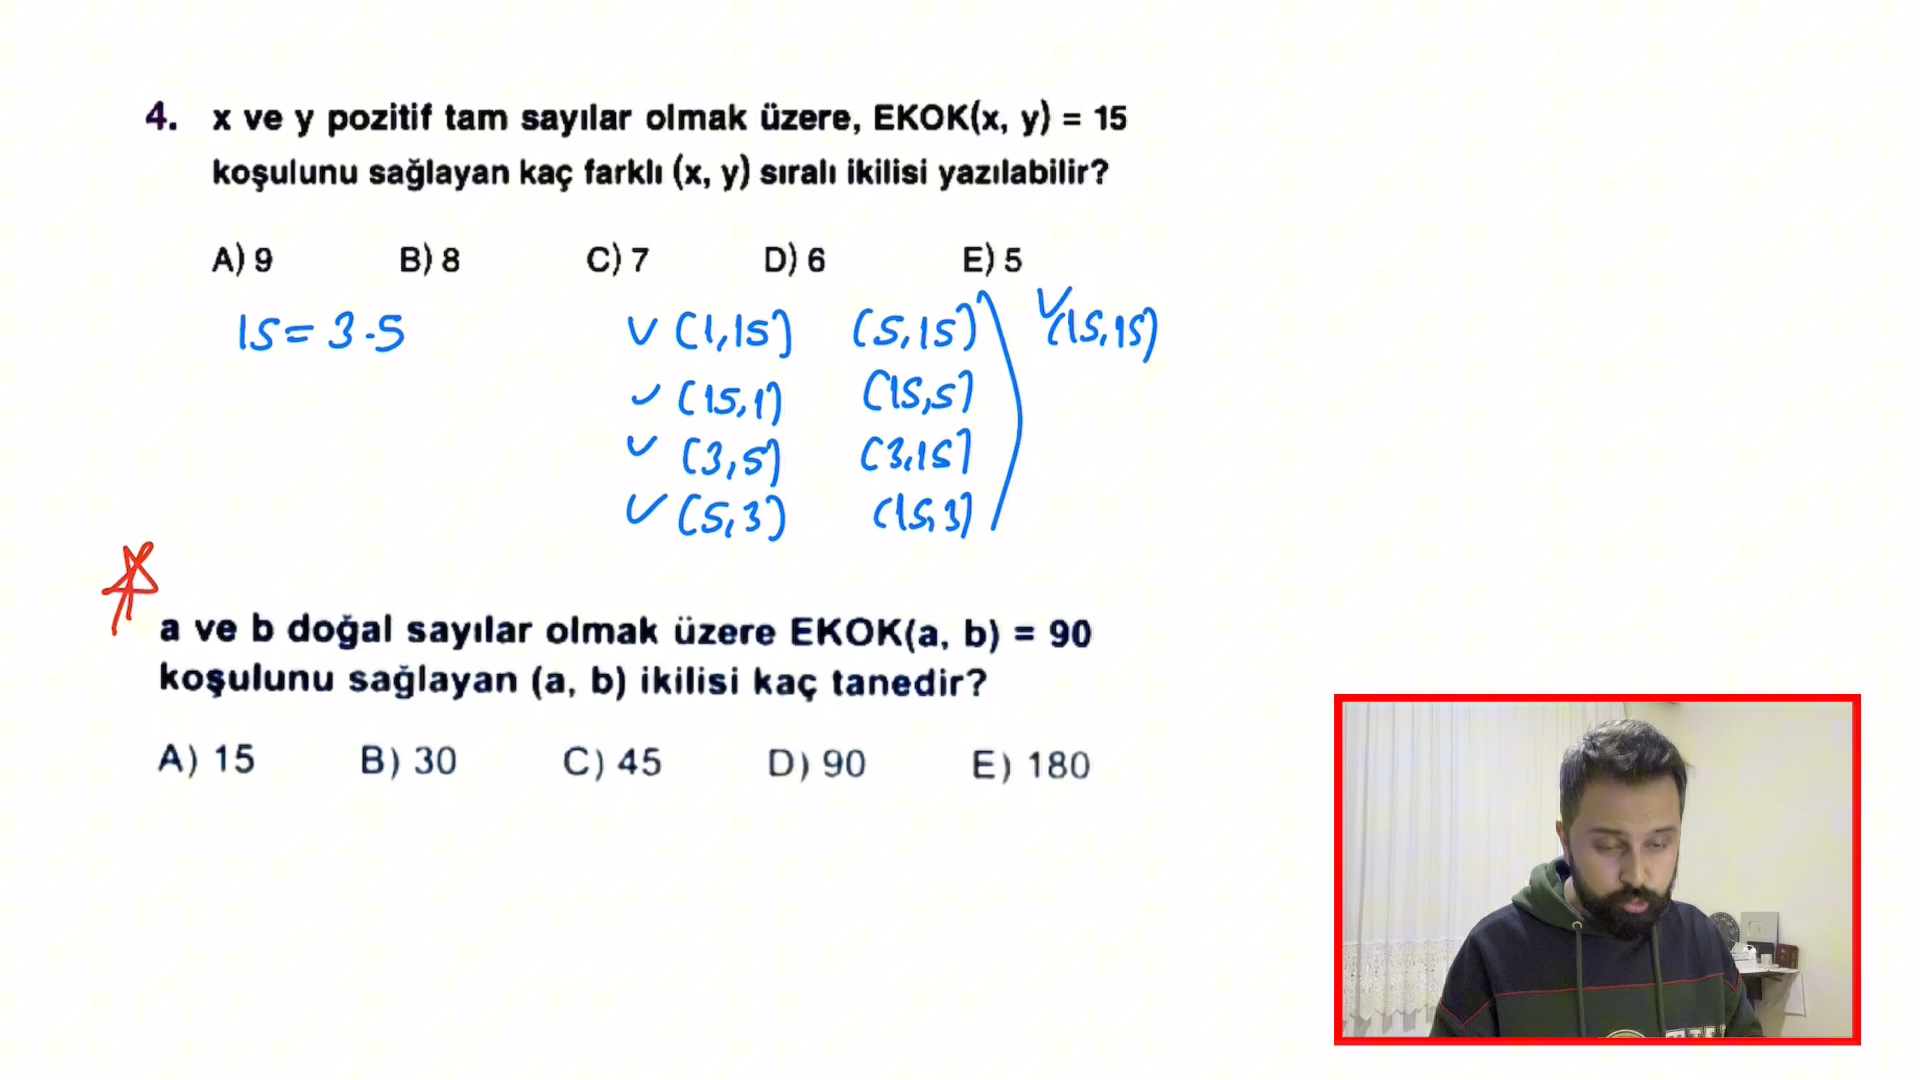 4. x ve y pozitif tam sayılar olmak üzere, EKOK(x, y) = 15
koşulunu sağlayan kaç farklı (x, y) sıralı ikilisi yazılabilir?
A) 9 B) 8 C) 7 D) 6 E) 5
15 = 3 · 5
(1,15) (5,15) (15,15)
(15,1) (15,5)
(3,5) (3,15)
(5,3) (15,3)
a ve b doğal sayılar olmak üzere EKOK(a, b) = 90
koşulunu sağlayan (a, b) ikilisi kaç tanedir?
A) 15 B) 30 C) 45 D) 90 E) 180